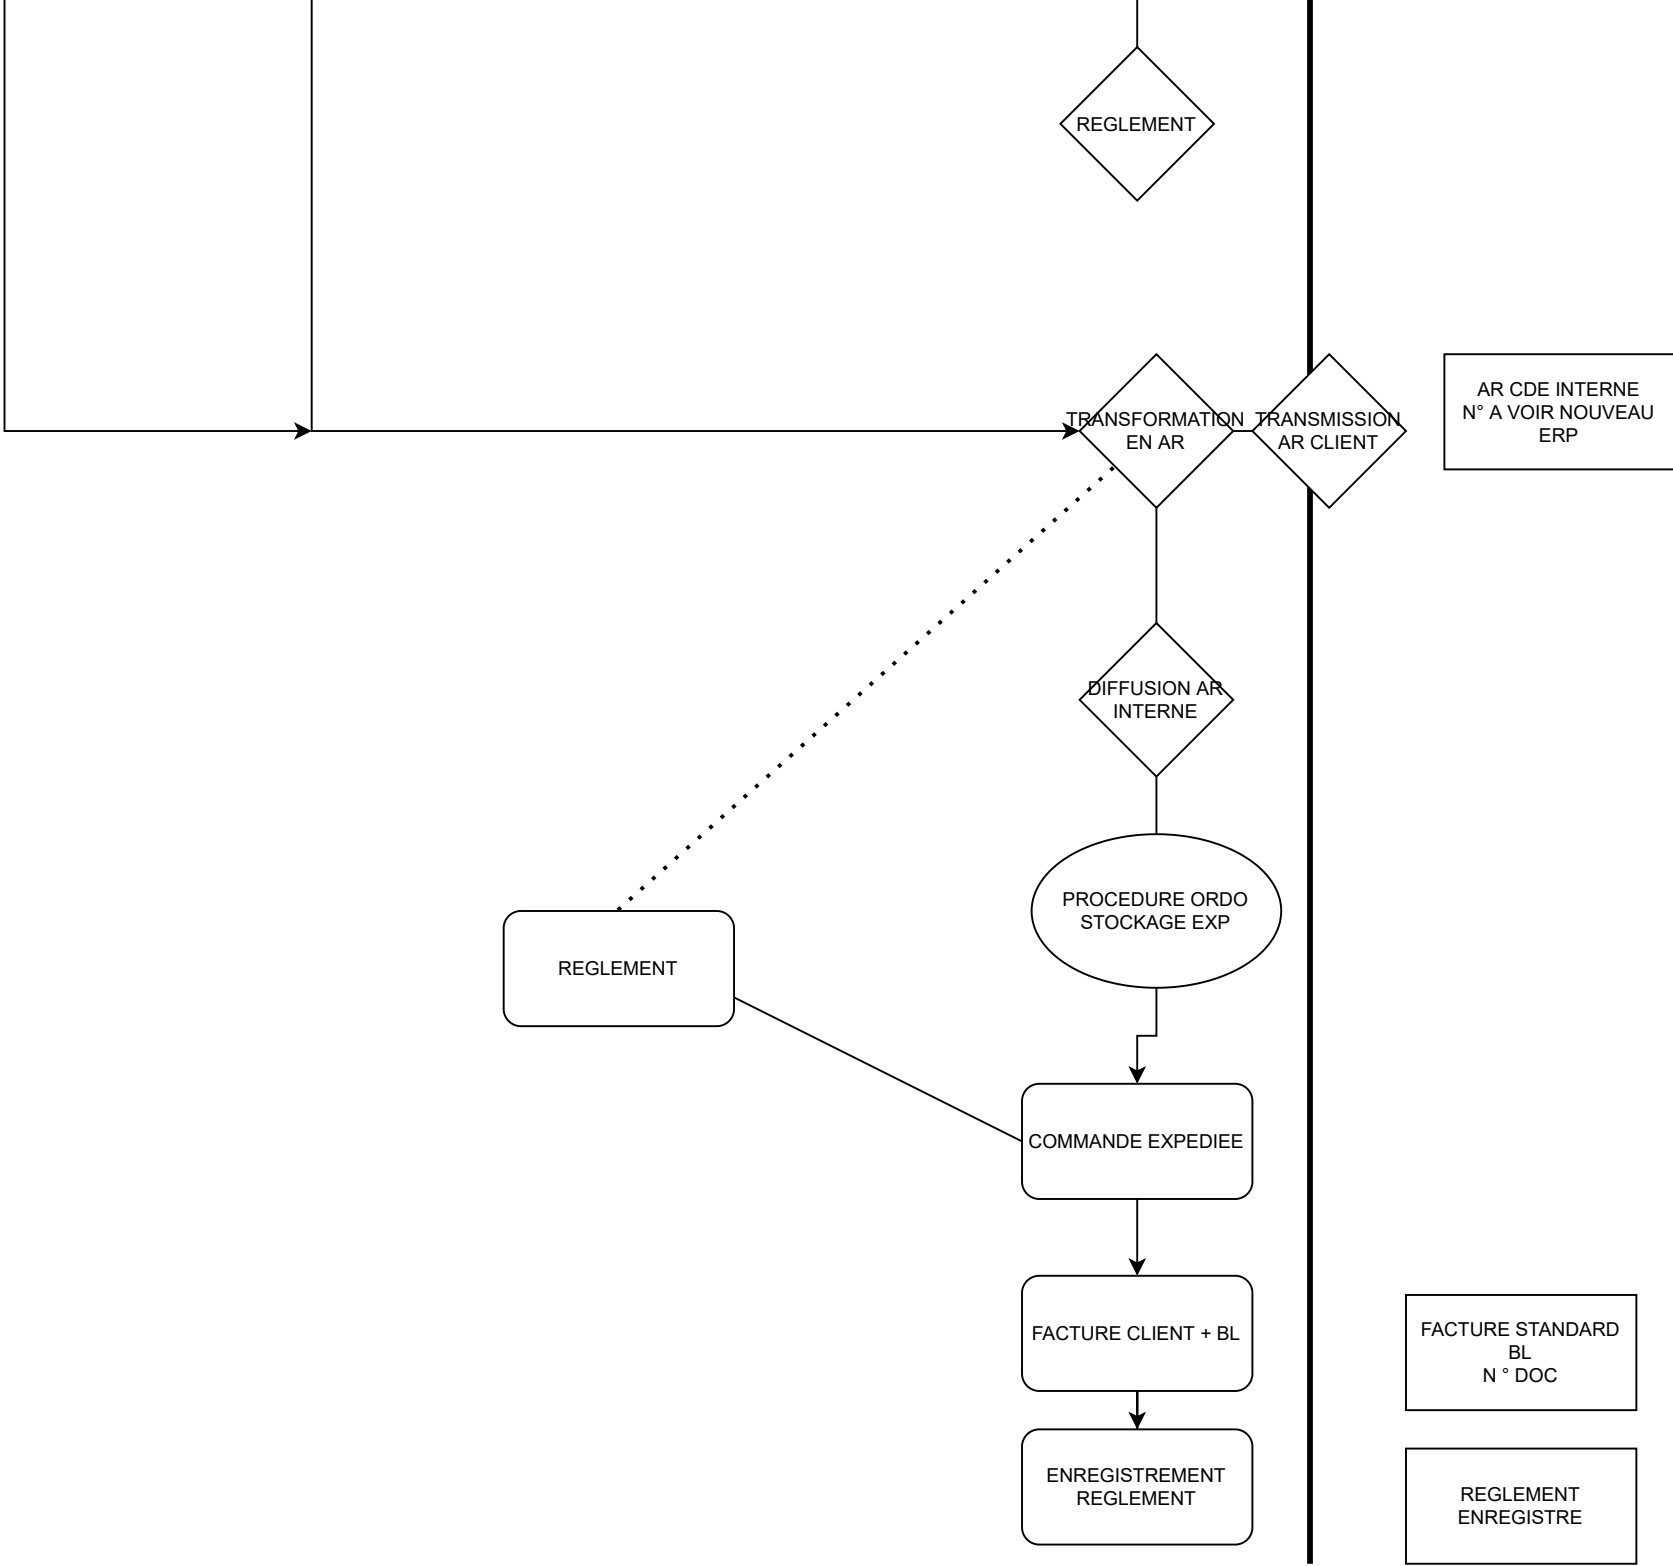 REGLEMENT
TRANSFORMATION
EN AR
TRANSMISSION
AR CLIENT
AR CDE INTERNE
N° A VOIR NOUVEAU
ERP
DIFFUSION AR
INTERNE
PROCEDURE ORDO
STOCKAGE EXP
REGLEMENT
COMMANDE EXPEDIEE
FACTURE CLIENT + BL
FACTURE STANDARD
BL
N ° DOC
ENREGISTREMENT
REGLEMENT
REGLEMENT
ENREGISTRE